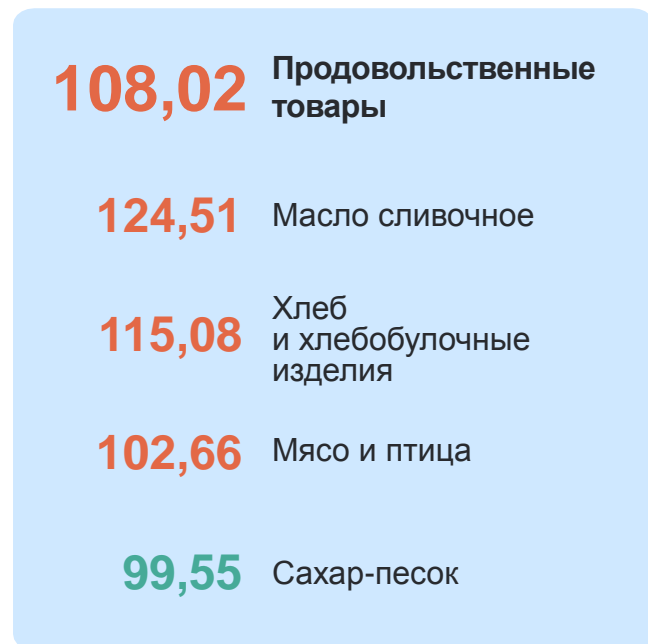 108,02 Продовольственные
товары
124,51 Масло сливочное
115,08 Хлеб
и хлебобулочные
изделия
102,66 Мясо и птица
99,55 Сахар-песок